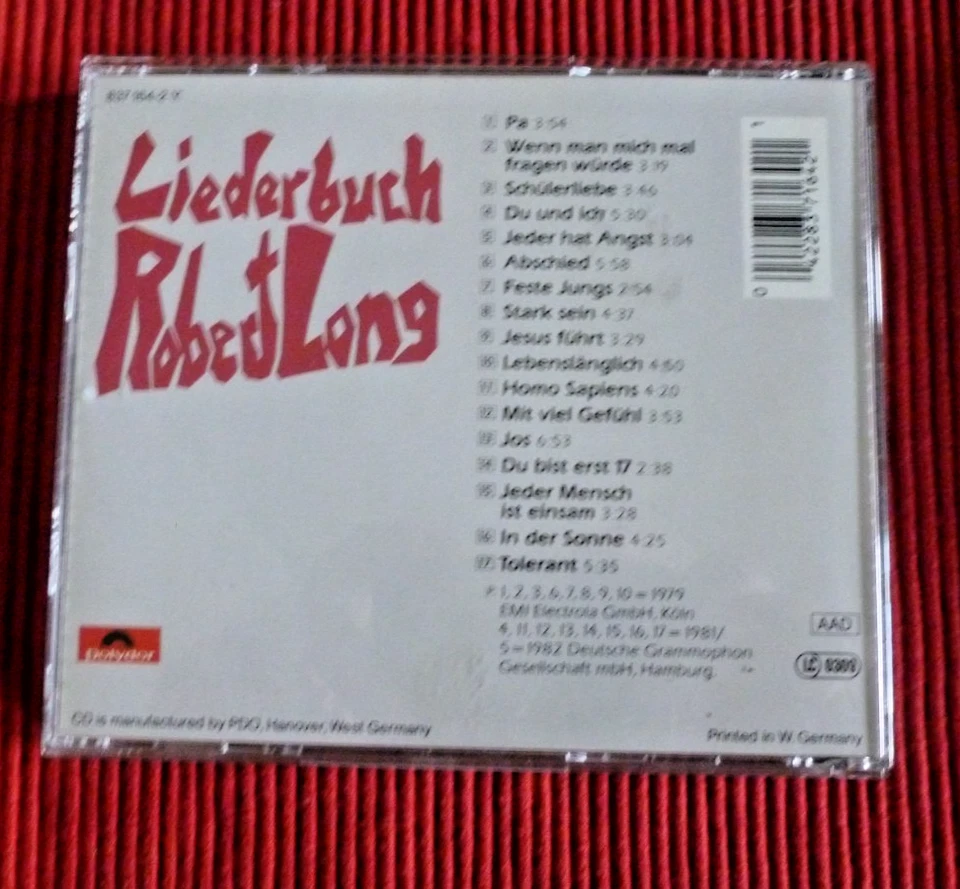 Liederbuch
Robert Long
1 Pa 3:54
2 Wenn man mich mal
fragen würde 3:19
3 Schülerliebe 3:46
4 Du und ich 5:30
5 Jeder hat Angst 3:04
6 Abschied 5:58
7 Feste Jungs 2:54
8 Stark sein 4:37
9 Jesus führt 3:29
10 Lebenslänglich 4:50
11 Homo Sapiens 4:20
12 Mit viel Gefühl 3:53
13 Jos 6:53
14 Du bist erst 17 2:38
15 Jeder Mensch
ist einsam 3:28
16 In der Sonne 4:25
17 Tolerant 5:35
℗ 1, 2, 3, 6, 7, 8, 9, 10 = 1979
EMI Electrola GmbH, Köln
4, 11, 12, 13, 14, 15, 16, 17 = 1981/
5 = 1982 Deutsche Grammophon
Gesellschaft mbH, Hamburg
AAD
LC 0309
Polydor
CD is manufactured by PDO, Hanover, West Germany
Printed in W. Germany